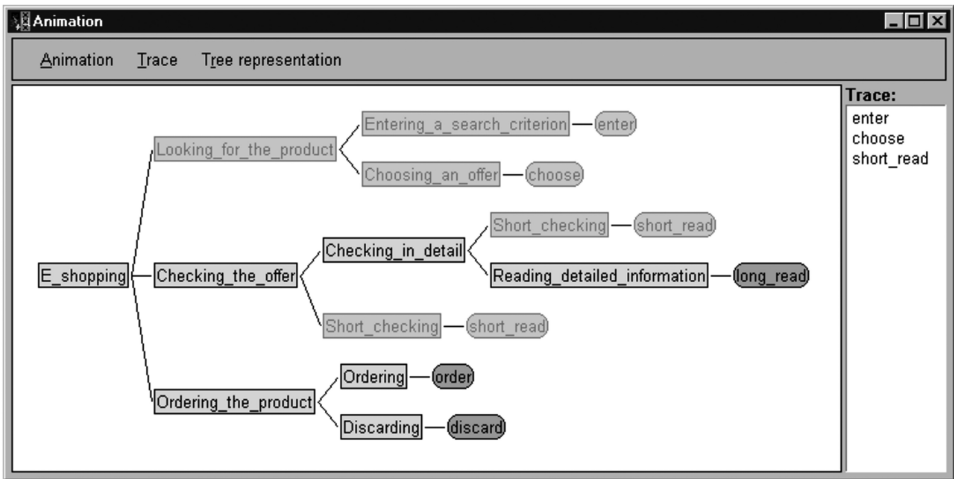 Animation
Animation Trace Tree representation
Trace:
enter
choose
short_read
Entering_a_search_criterion enter
Looking_for_the_product
Choosing_an_offer choose
Short_checking short_read
Checking_in_detail
E_shopping Checking_the_offer Reading_detailed_information long_read
Short_checking short_read
Ordering order
Ordering_the_product
Discarding discard